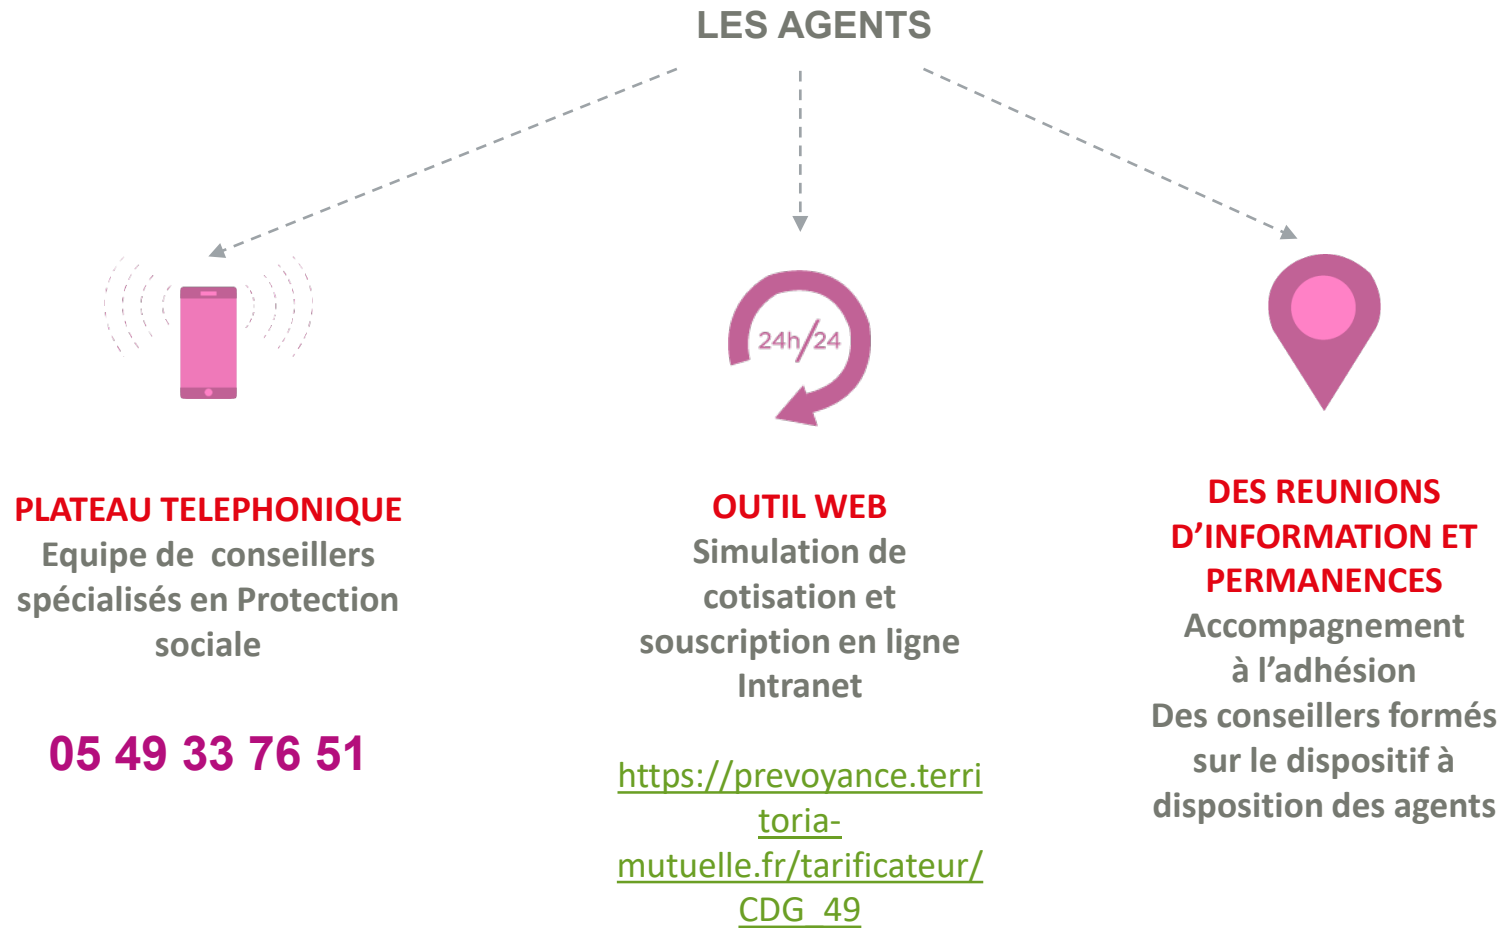 LES AGENTS
24h/24
PLATEAU TELEPHONIQUE
Equipe de conseillers
spécialisés en Protection
sociale
05 49 33 76 51
OUTIL WEB
Simulation de
cotisation et
souscription en ligne
Intranet
https://prevoyance.terri
toria-
mutuelle.fr/tarificateur/
CDG_49
DES REUNIONS
D’INFORMATION ET
PERMANENCES
Accompagnement
à l’adhésion
Des conseillers formés
sur le dispositif à
disposition des agents